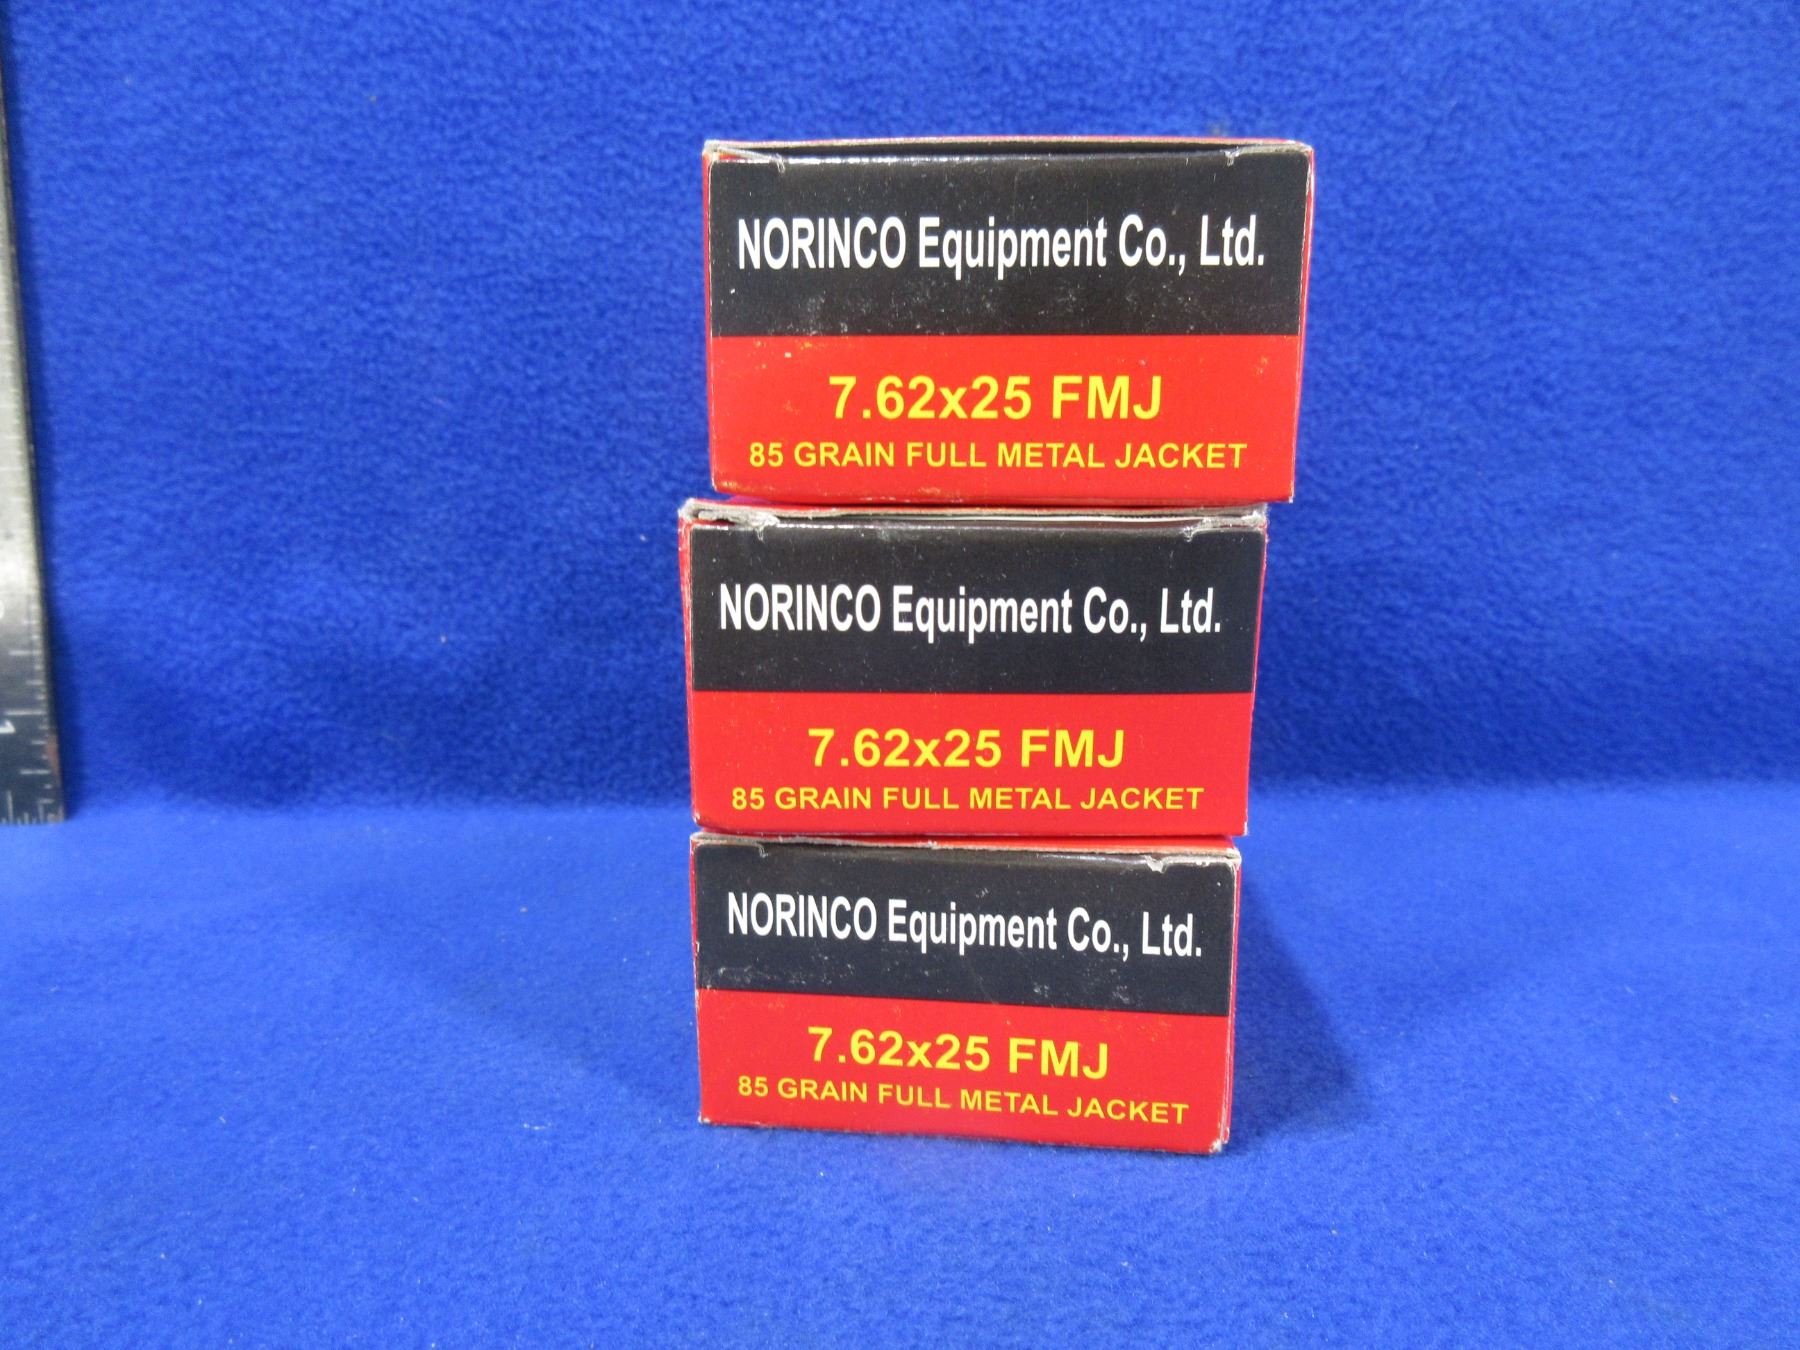 NORINCO Equipment Co., Ltd.
7.62x25 FMJ
85 GRAIN FULL METAL JACKET
NORINCO Equipment Co., Ltd.
7.62x25 FMJ
85 GRAIN FULL METAL JACKET
NORINCO Equipment Co., Ltd.
7.62x25 FMJ
85 GRAIN FULL METAL JACKET